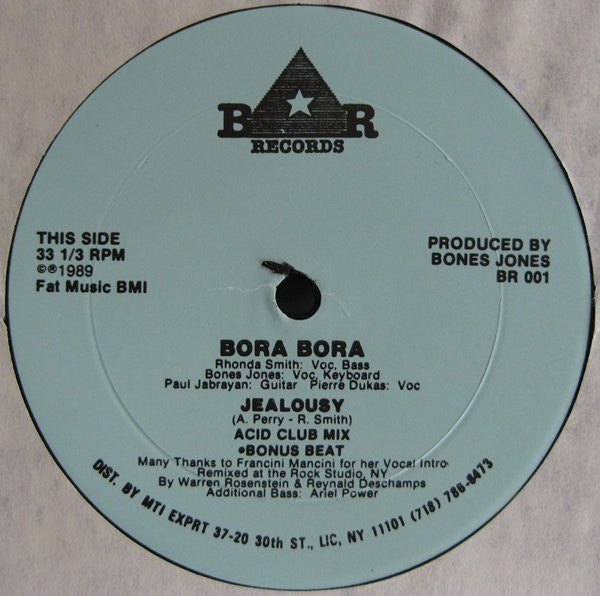 BAR
RECORDS
THIS SIDE
33 1/3 RPM
©℗1989
Fat Music BMI
PRODUCED BY
BONES JONES
BR 001
BORA BORA
Rhonda Smith: Voc, Bass
Bones Jones: Voc, Keyboard
Paul Jabrayan: Guitar Pierre Dukas: Voc
JEALOUSY
(A. Perry - R. Smith)
ACID CLUB MIX
•BONUS BEAT
Many Thanks to Francini Mancini for her Vocal Intro
Remixed at the Rock Studio, NY
By Warren Rosenstein & Reynald Deschamps
Additional Bass: Ariel Power
DIST. BY MTI EXPRT 37-20 30th ST., LIC, NY 11101 (718) 786-6473